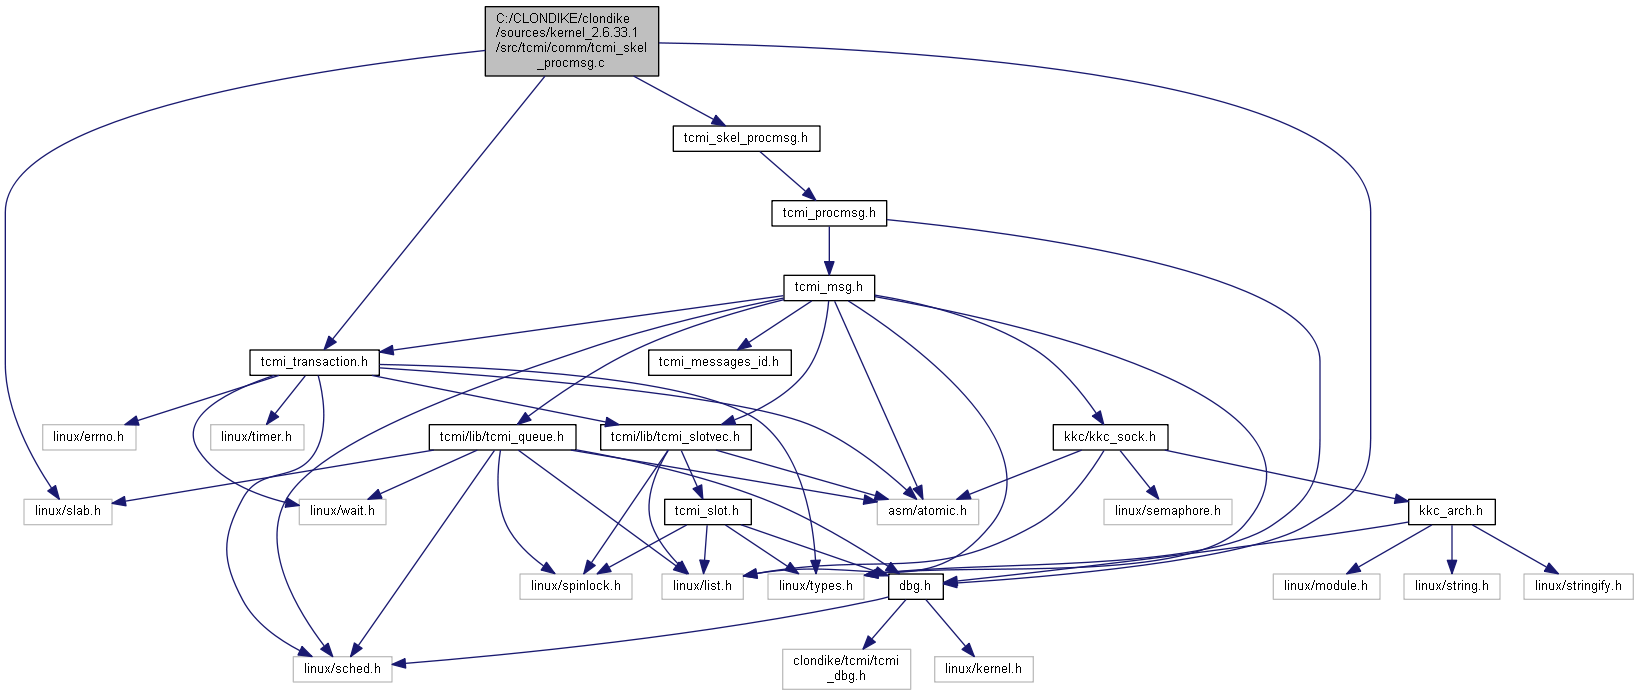 C:/CLONDIKE/clondike
/sources/kernel_2.6.33.1
/src/tcmi/comm/tcmi_skel
_procmsg.c
tcmi_skel_procmsg.h
tcmi_procmsg.h
tcmi_msg.h
tcmi_transaction.h
tcmi_messages_id.h
linux/errno.h
linux/timer.h
tcmi/lib/tcmi_queue.h
tcmi/lib/tcmi_slotvec.h
kkc/kkc_sock.h
linux/slab.h
linux/wait.h
tcmi_slot.h
asm/atomic.h
linux/semaphore.h
kkc_arch.h
linux/spinlock.h
linux/list.h
linux/types.h
dbg.h
linux/module.h
linux/string.h
linux/stringify.h
linux/sched.h
clondike/tcmi/tcmi
_dbg.h
linux/kernel.h